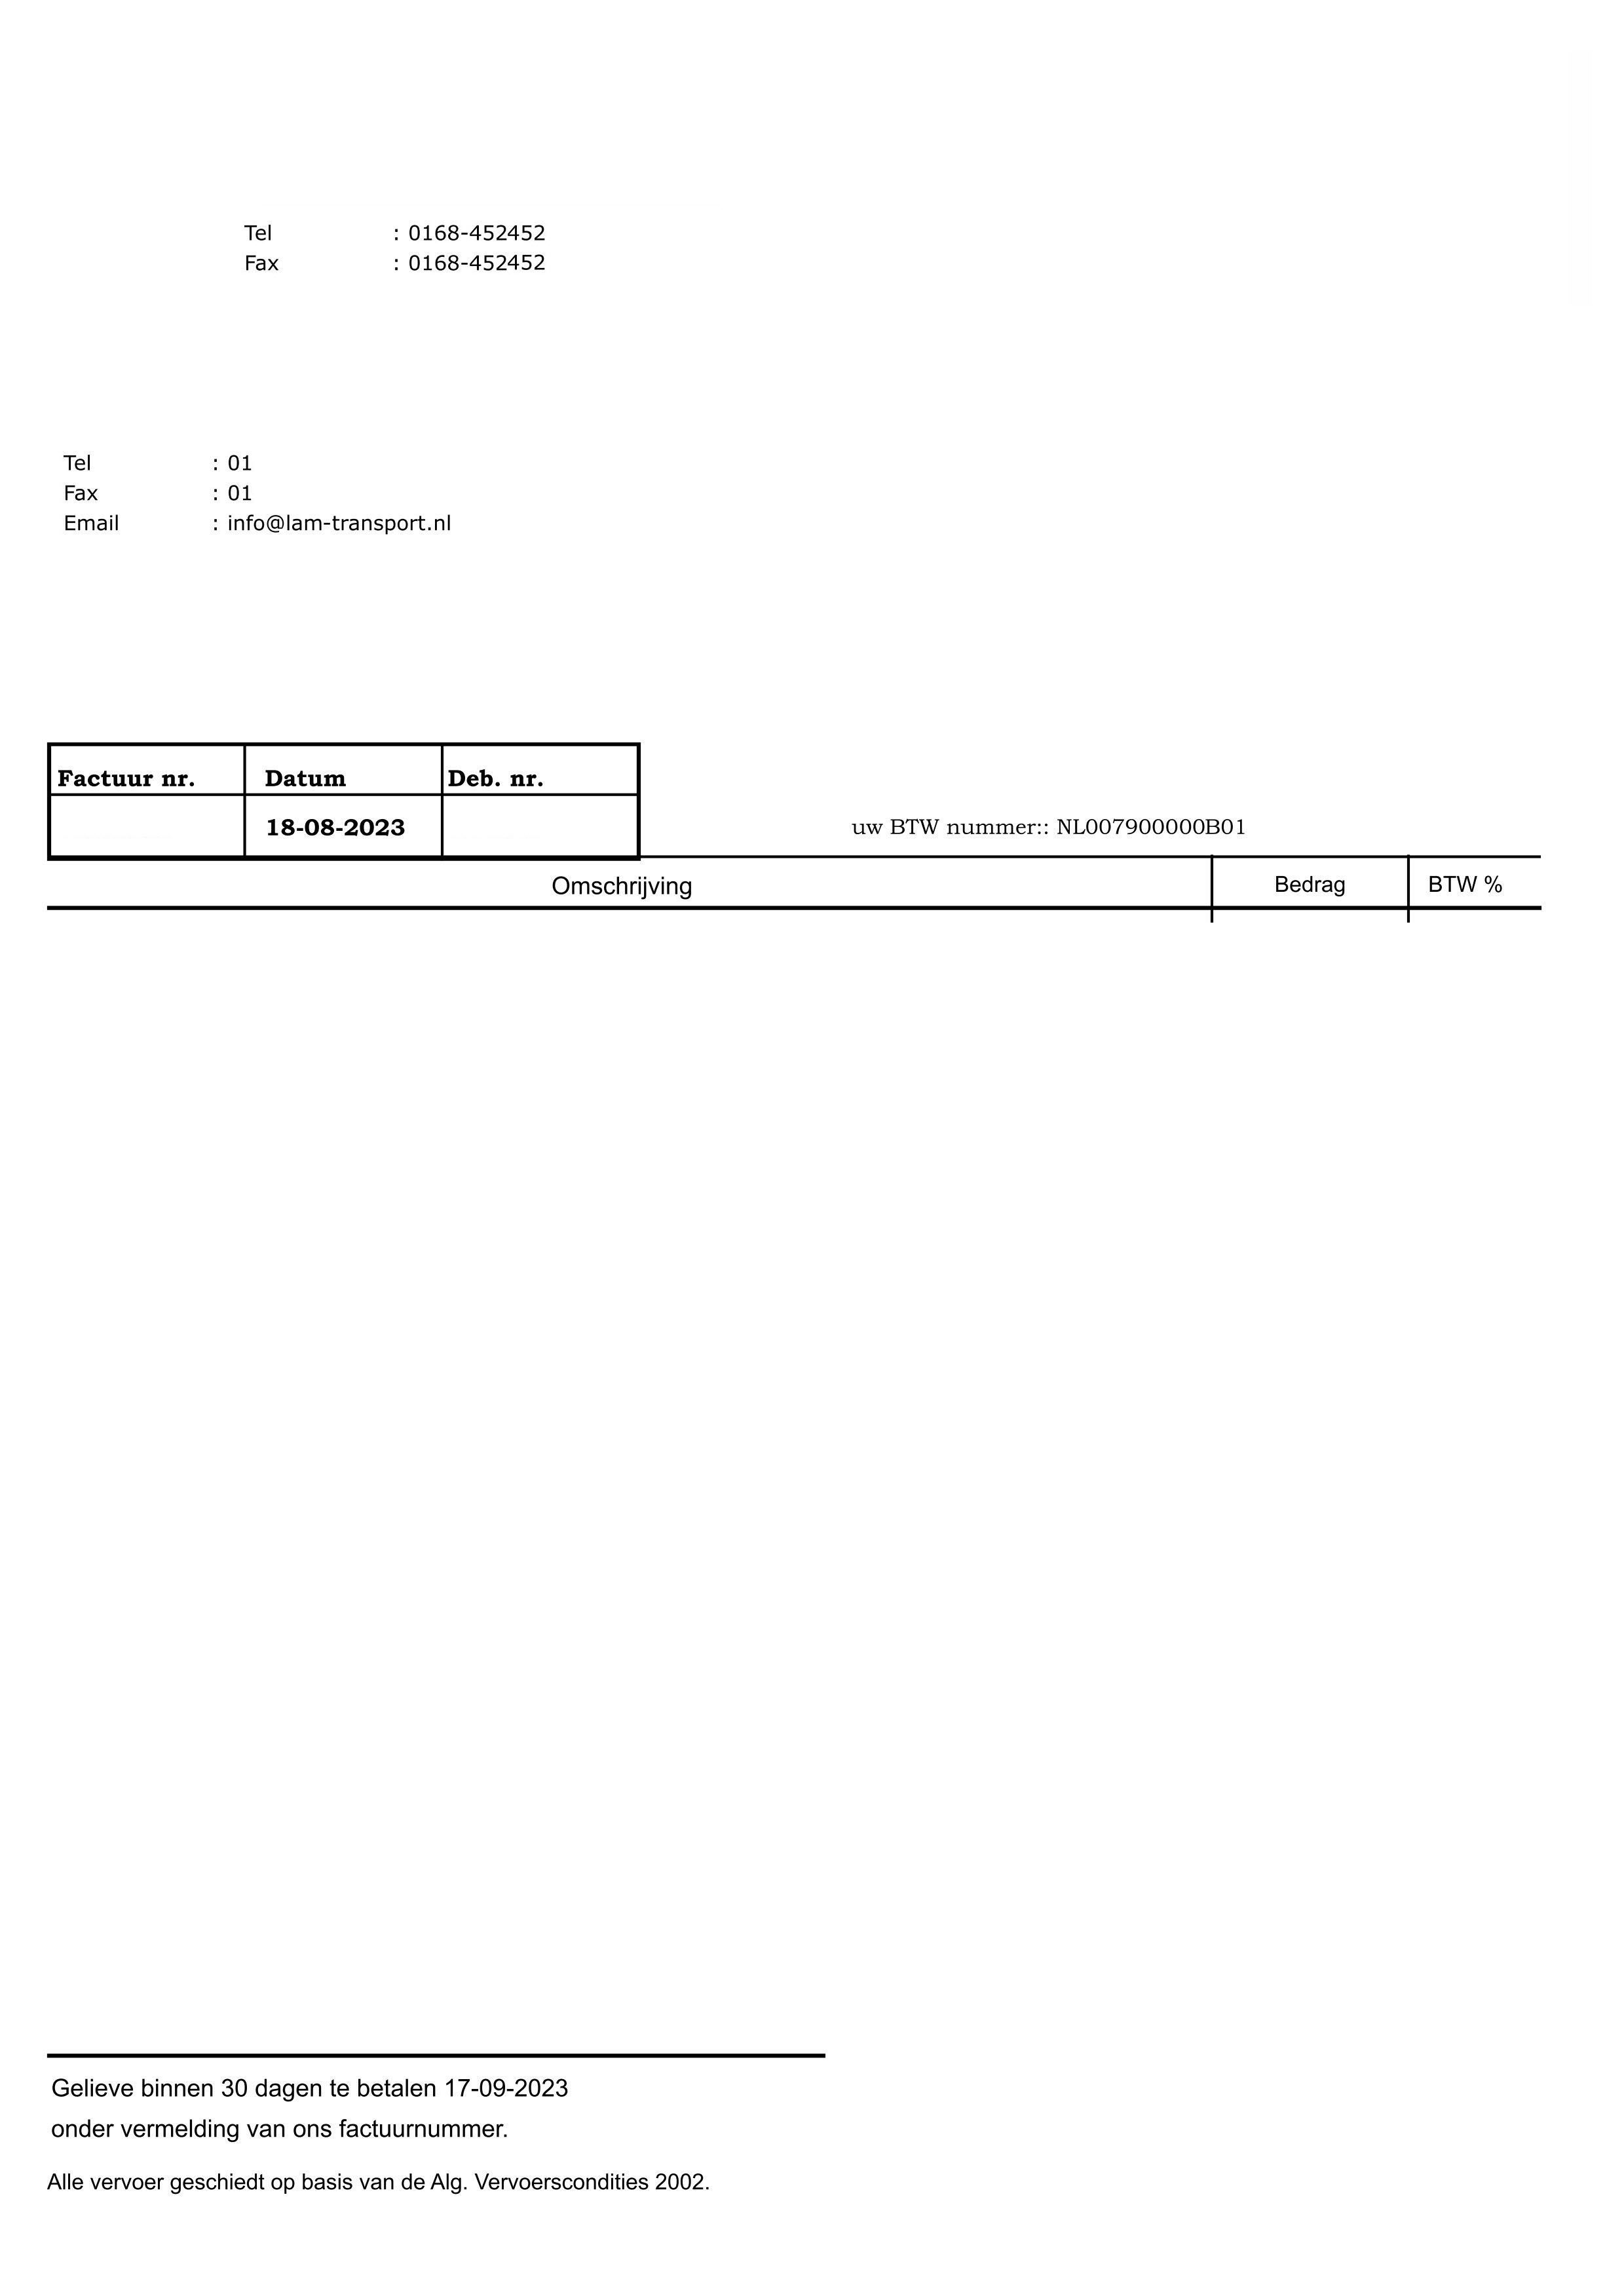 Tel : 0168-452452
Fax : 0168-452452
Tel : 01
Fax : 01
Email : info@lam-transport.nl
Factuur nr. Datum Deb. nr.
18-08-2023
uw BTW nummer:: NL007900000B01
Omschrijving Bedrag BTW %
Gelieve binnen 30 dagen te betalen 17-09-2023
onder vermelding van ons factuurnummer.
Alle vervoer geschiedt op basis van de Alg. Vervoerscondities 2002.